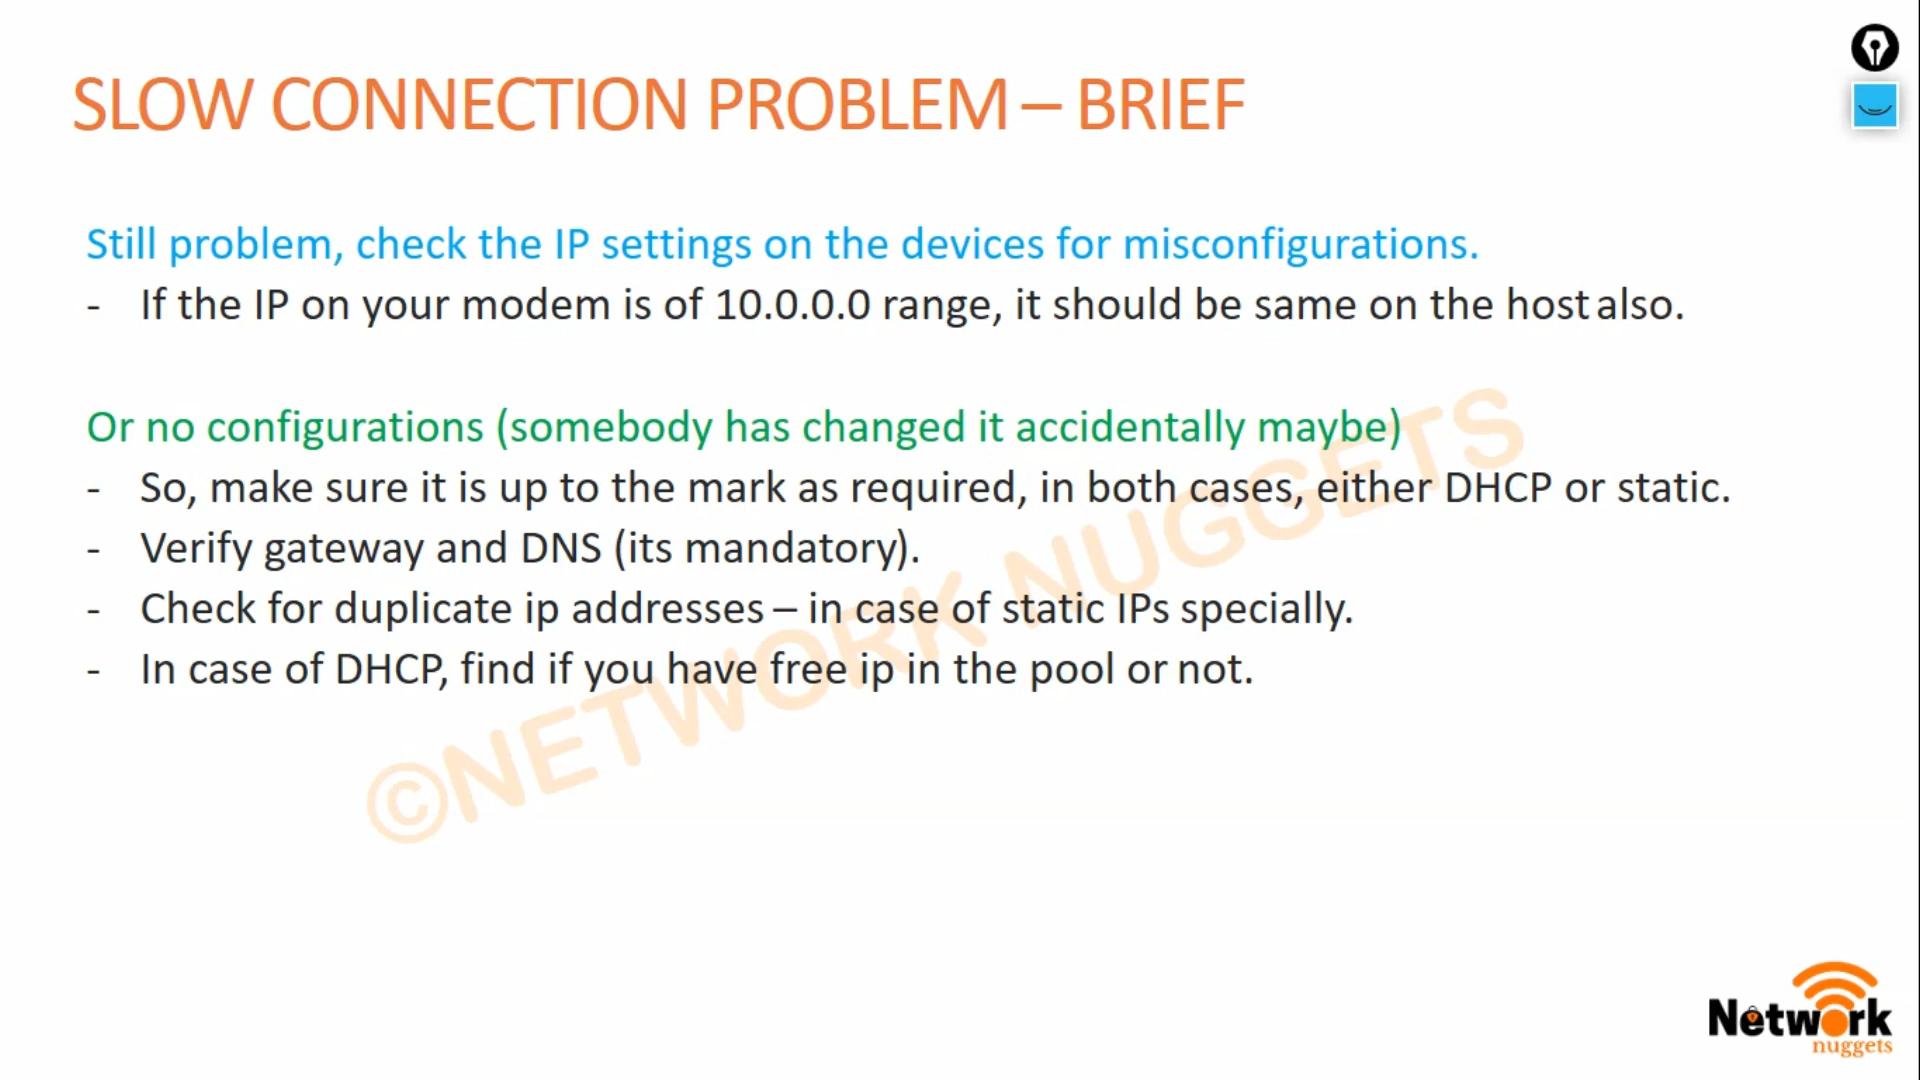 SLOW CONNECTION PROBLEM – BRIEF
Still problem, check the IP settings on the devices for misconfigurations.
- If the IP on your modem is of 10.0.0.0 range, it should be same on the host also.
Or no configurations (somebody has changed it accidentally maybe)
- So, make sure it is up to the mark as required, in both cases, either DHCP or static.
- Verify gateway and DNS (its mandatory).
- Check for duplicate ip addresses – in case of static IPs specially.
- In case of DHCP, find if you have free ip in the pool or not.
©NETWORK NUGGETS
Network
nuggets